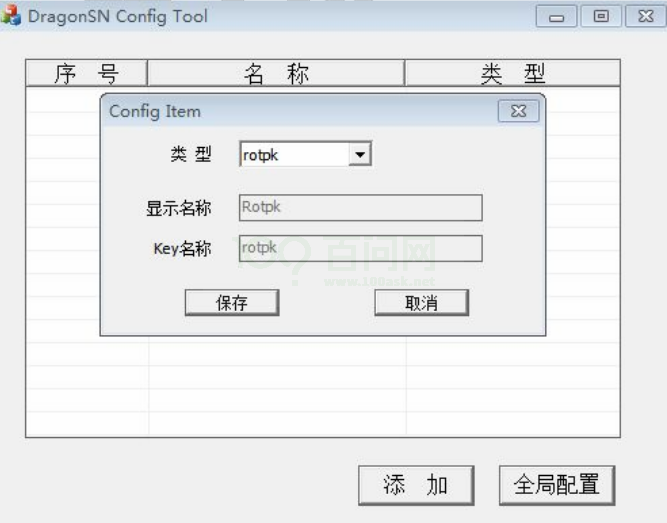 DragonSN Config Tool
序 号 名 称 类 型
Config Item
类 型 rotpk
显示名称 Rotpk
Key名称 rotpk
100 百问网
www.100ask.net
保存 取消
添 加 全局配置